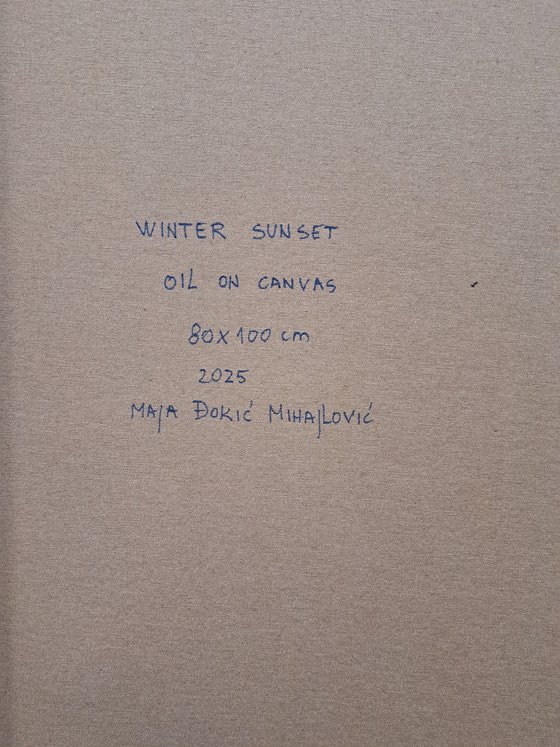 WINTER SUNSET
OIL ON CANVAS
80x100 cm
2025
MAJA ĐOKIĆ MIHAJLOVIĆ